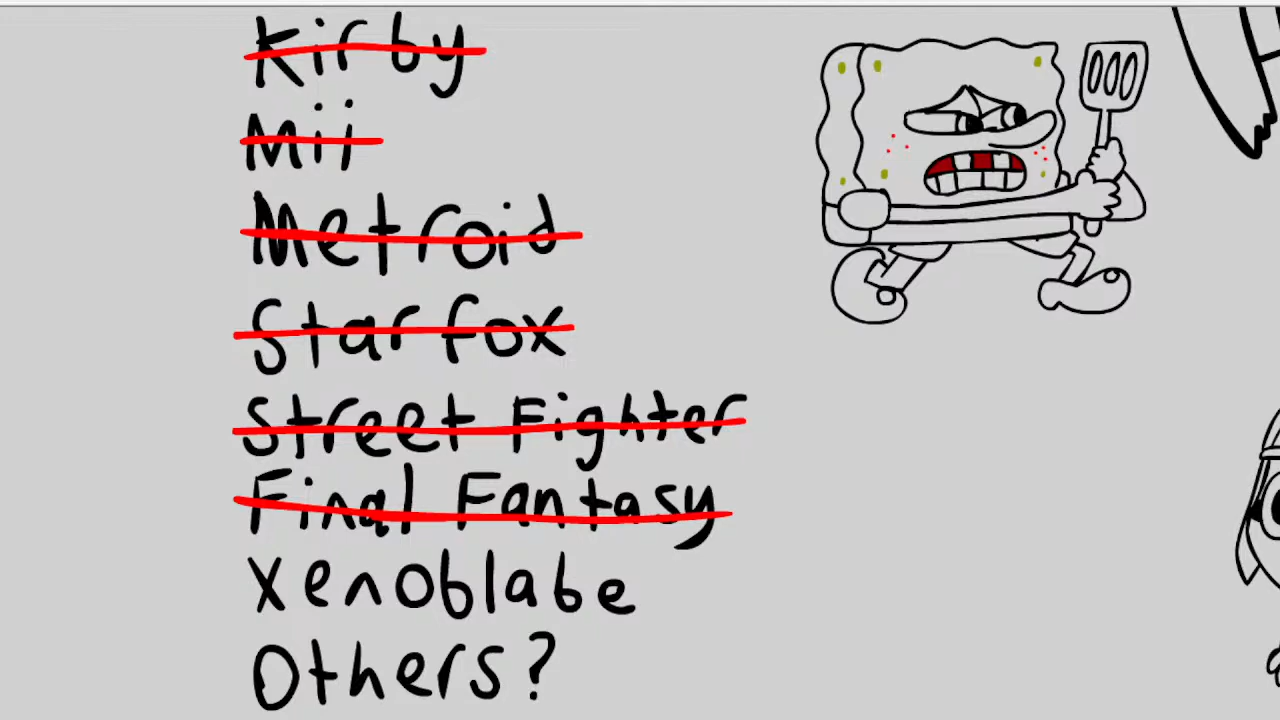 Kirby
Mii
Metroid
Starfox
Street Fighter
Final Fantasy
Xenoblabe
Others?